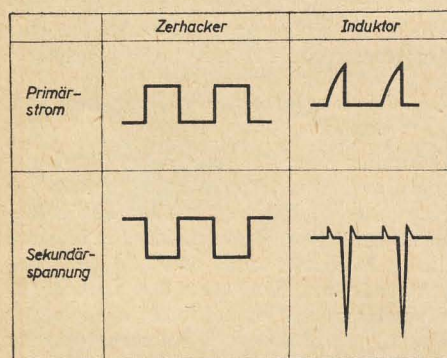 Zerhacker
Induktor
Primär-
strom
Sekundär-
spannung